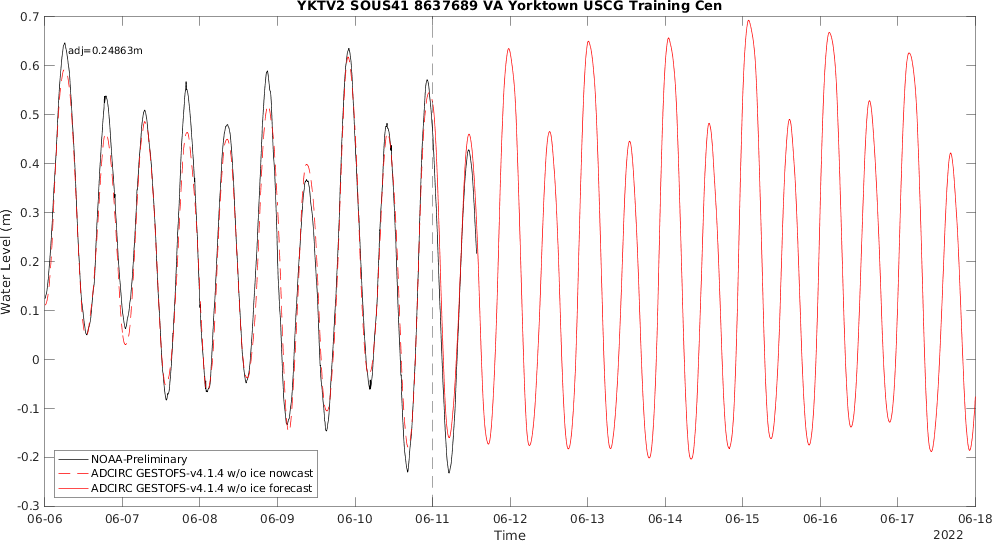 YKTV2 SOUS41 8637689 VA Yorktown USCG Training Cen
0.7
0.6
0.5
0.4
0.3
0.2
0.1
0
-0.1
-0.2
-0.3
Water Level (m)
adj=0.24863m
NOAA-Preliminary
ADCIRC GESTOFS-v4.1.4 w/o ice nowcast
ADCIRC GESTOFS-v4.1.4 w/o ice forecast
06-06 06-07 06-08 06-09 06-10 06-11 06-12 06-13 06-14 06-15 06-16 06-17 06-18
Time
2022